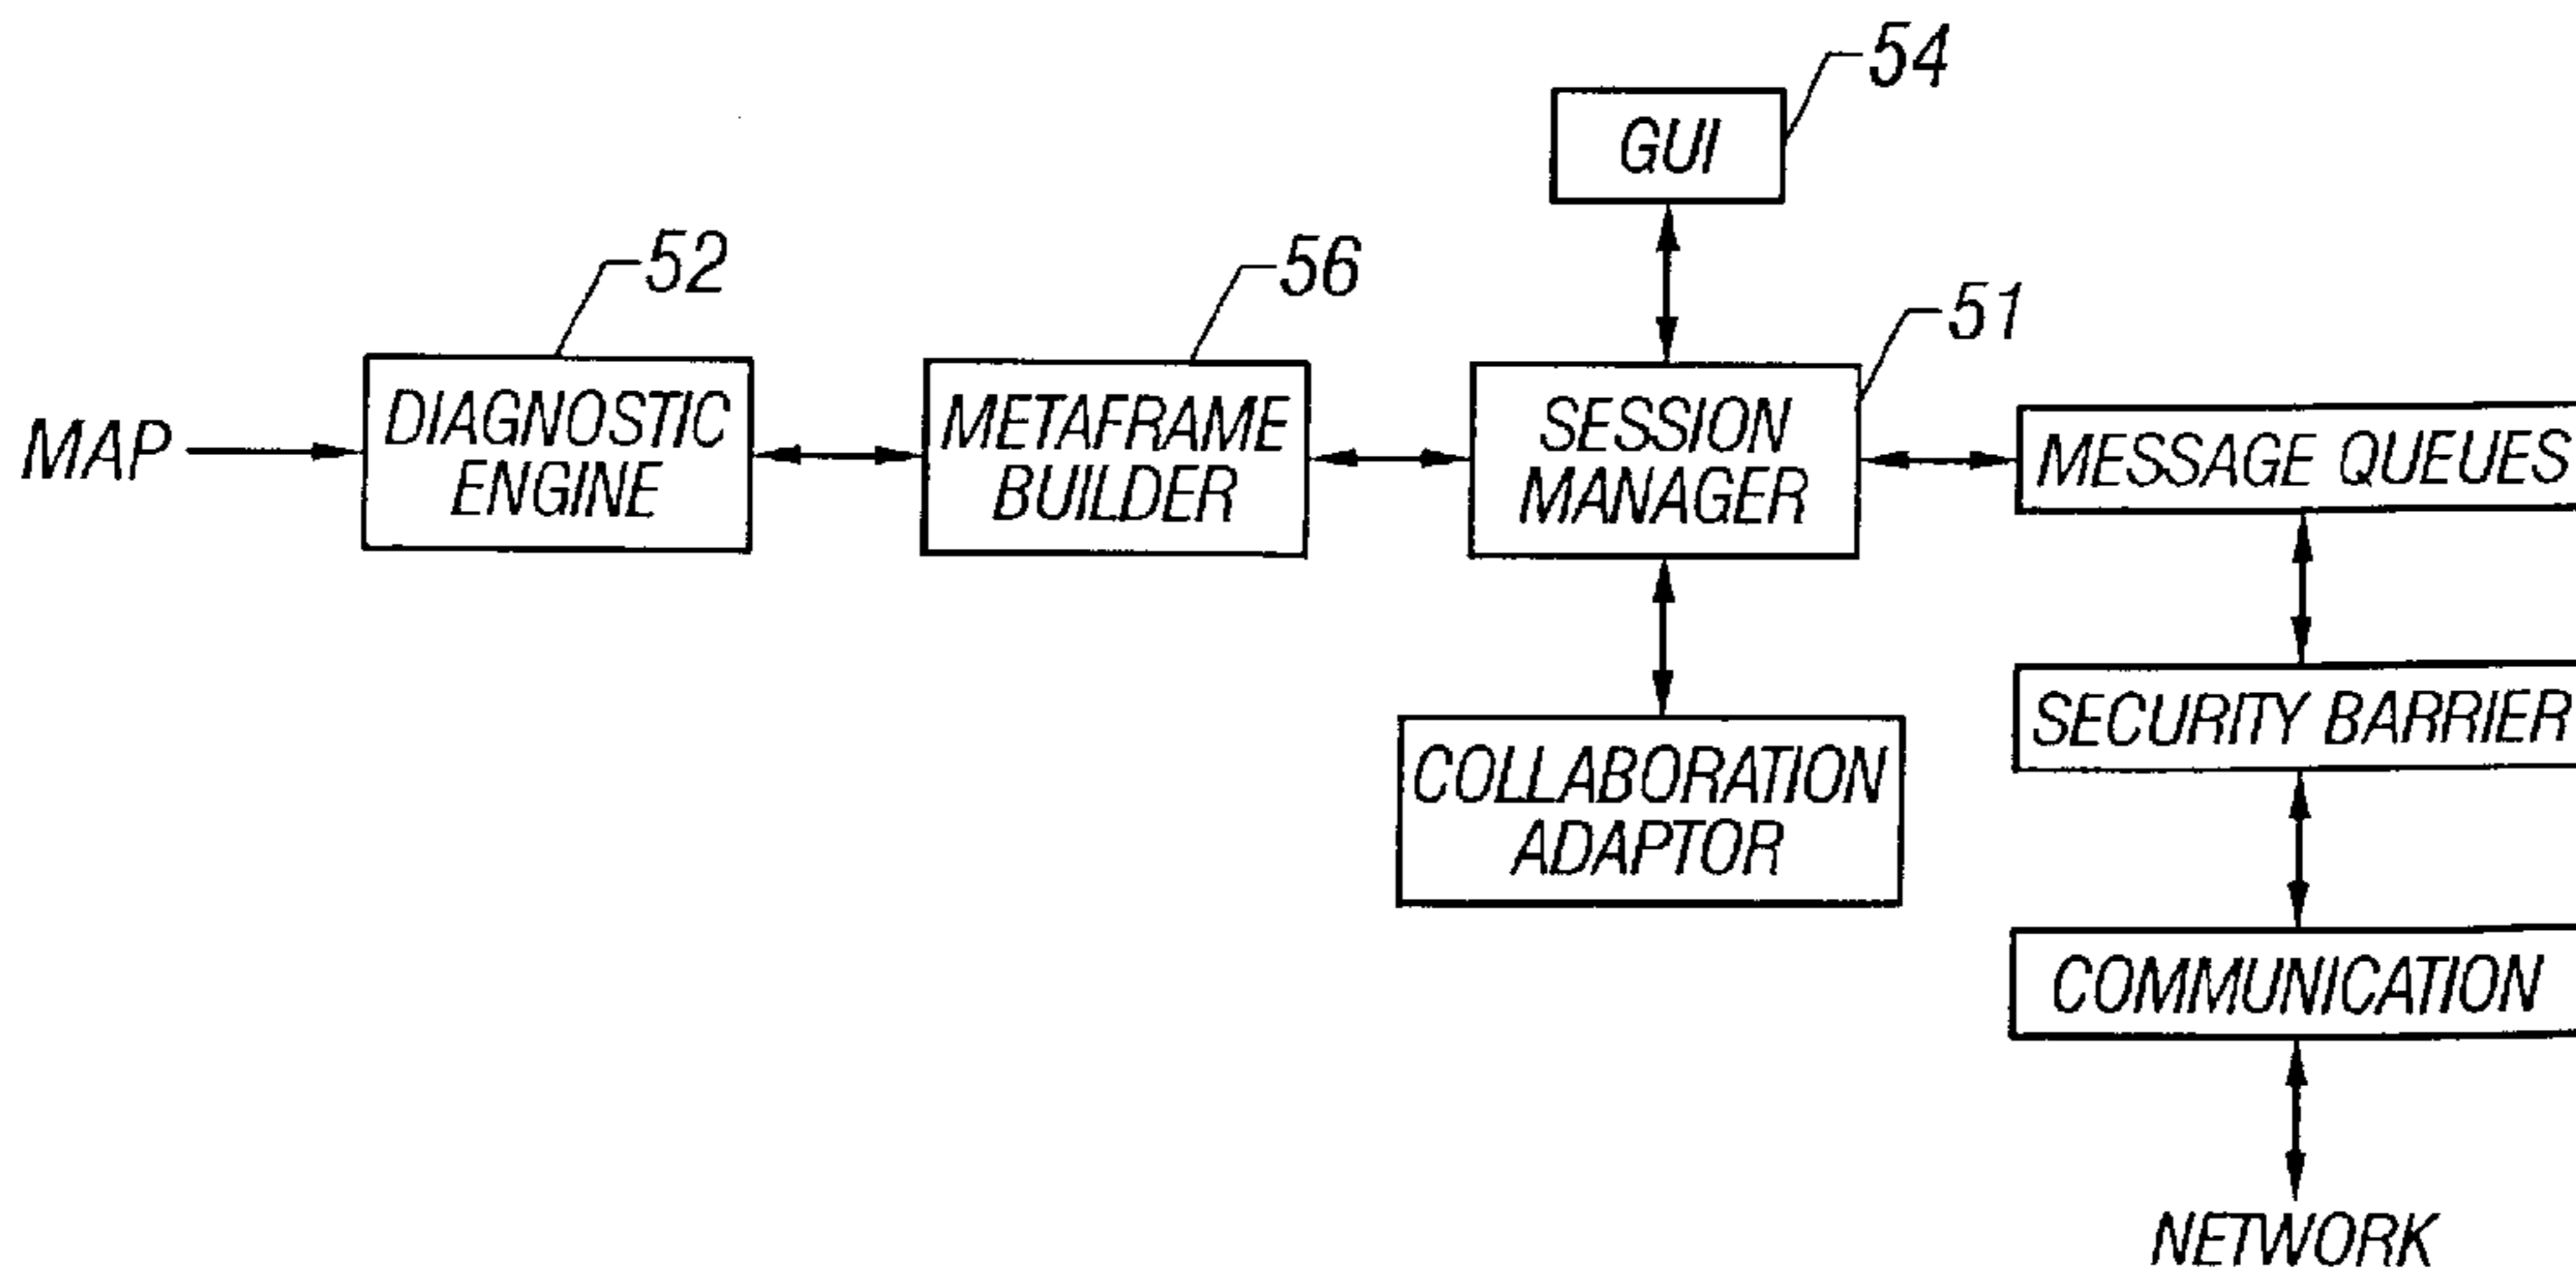 54
GUI
52
56
51
MAP
DIAGNOSTIC
ENGINE
METAFRAME
BUILDER
SESSION
MANAGER
MESSAGE QUEUES
SECURITY BARRIER
COLLABORATION
ADAPTOR
COMMUNICATION
NETWORK